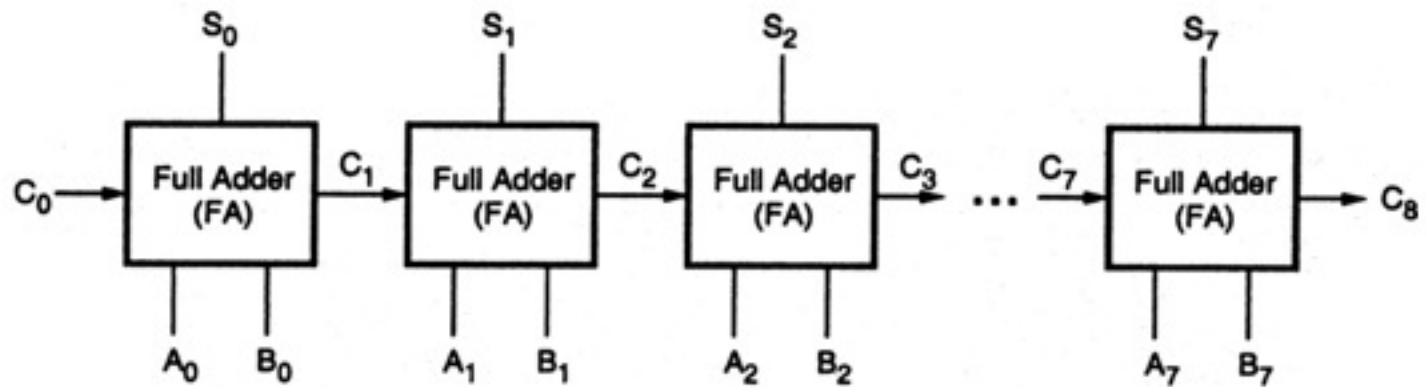 S₀ S₁ S₂ S₇
C₀ Full Adder (FA) C₁ Full Adder (FA) C₂ Full Adder (FA) C₃ ... C₇ Full Adder (FA) C₈
A₀ B₀ A₁ B₁ A₂ B₂ A₇ B₇